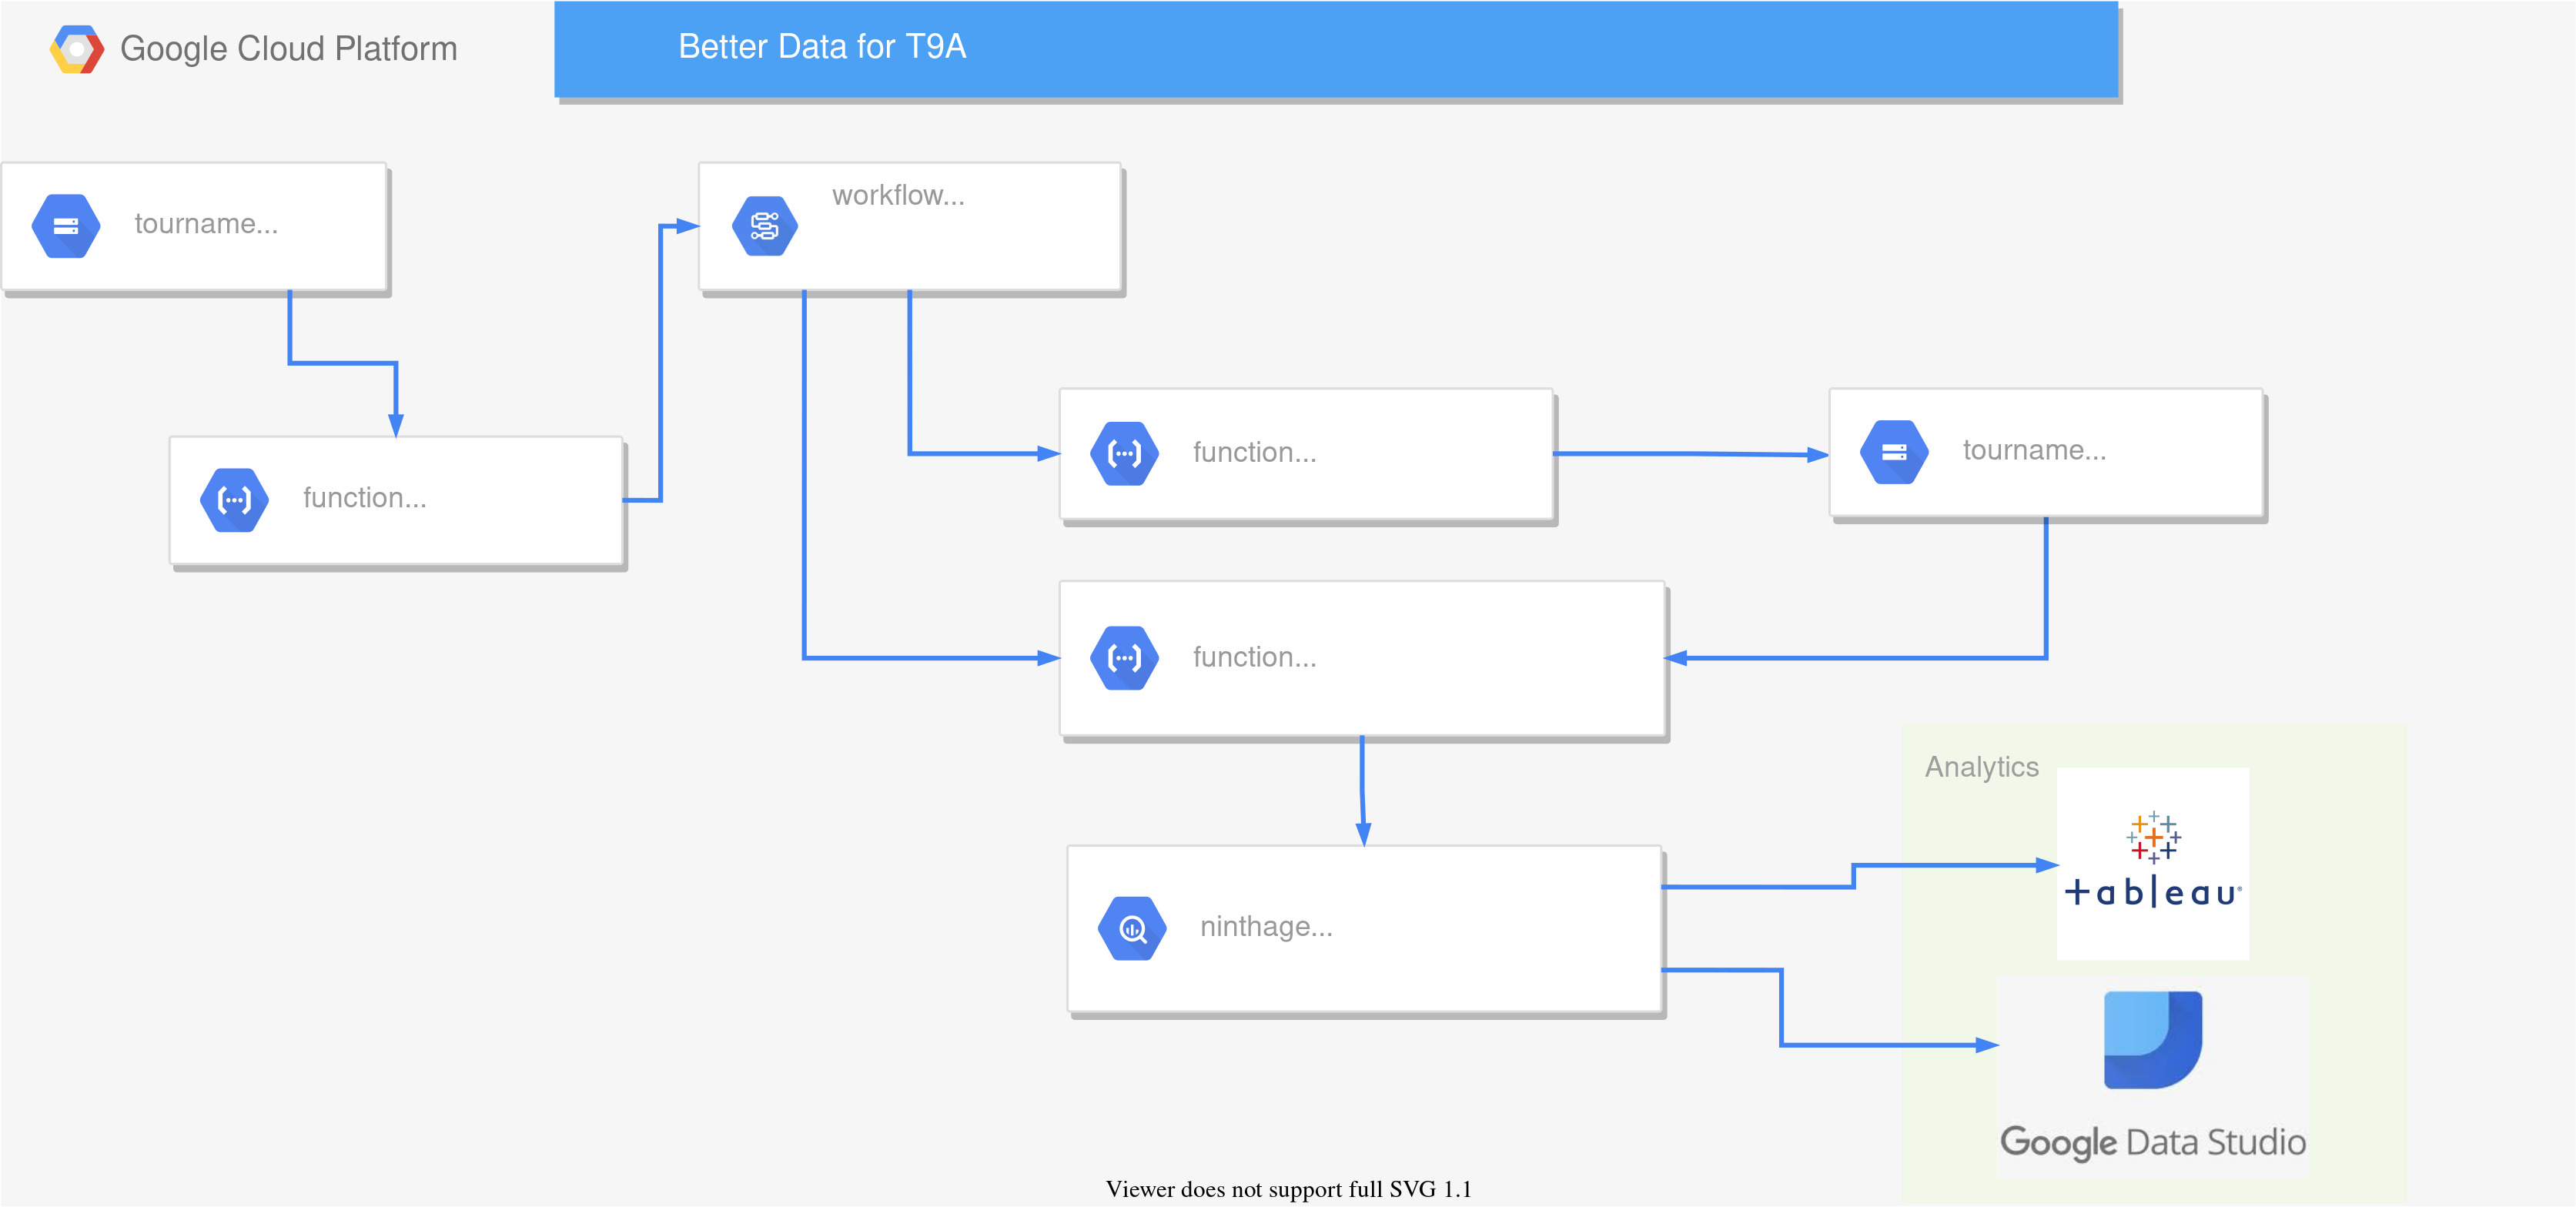 Google Cloud Platform
Better Data for T9A
tourname...
workflow...
function...
function...
tourname...
function...
ninthage...
Analytics
+ableau
Google Data Studio
Viewer does not support full SVG 1.1